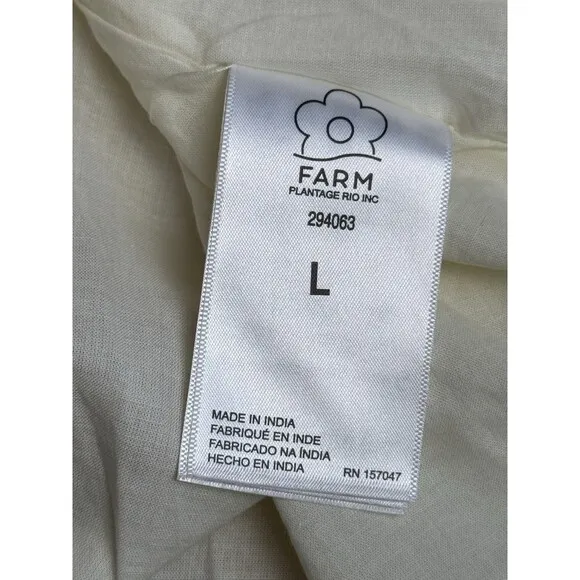 FARM
PLANTAGE RIO INC
294063
L
MADE IN INDIA
FABRIQUÉ EN INDE
FABRICADO NA ÍNDIA
HECHO EN INDIA
RN 157047